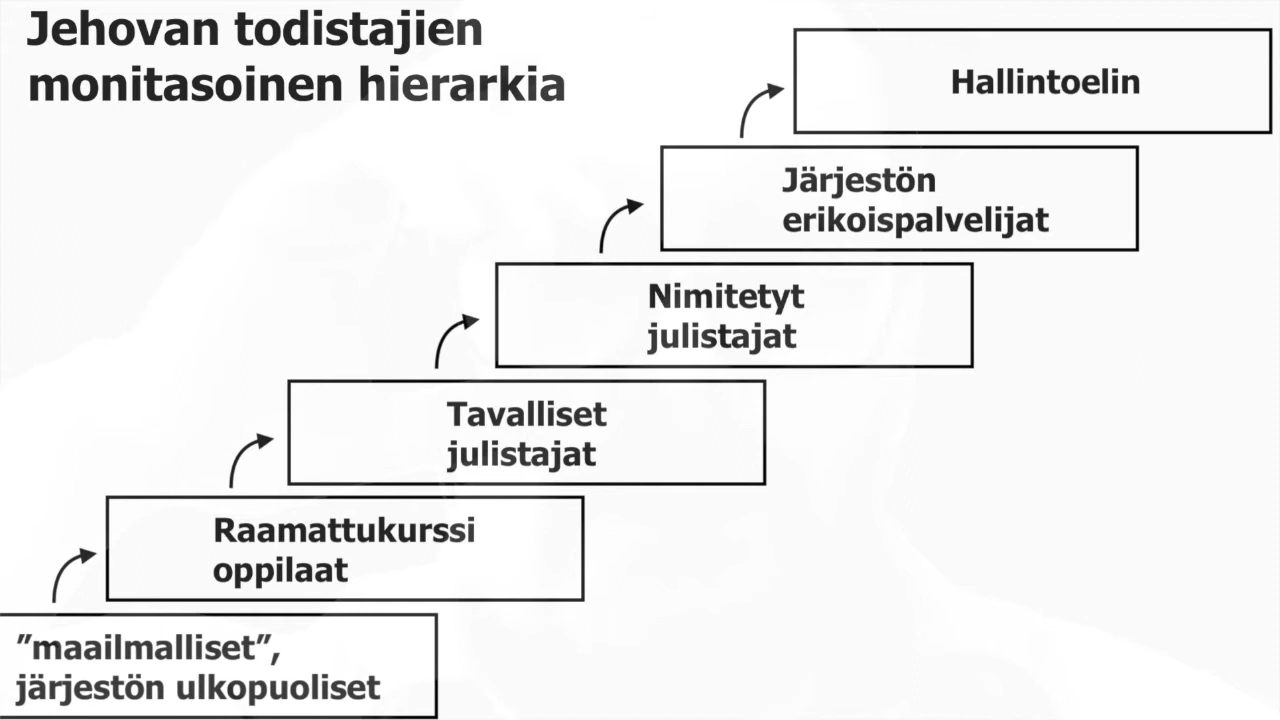 Jehovan todistajien
monitasoinen hierarkia
Hallintoelin
Järjestön
erikoispalvelijat
Nimitetyt
julistajat
Tavalliset
julistajat
Raamattukurssi
oppilaat
”maailmalliset”,
järjestön ulkopuoliset